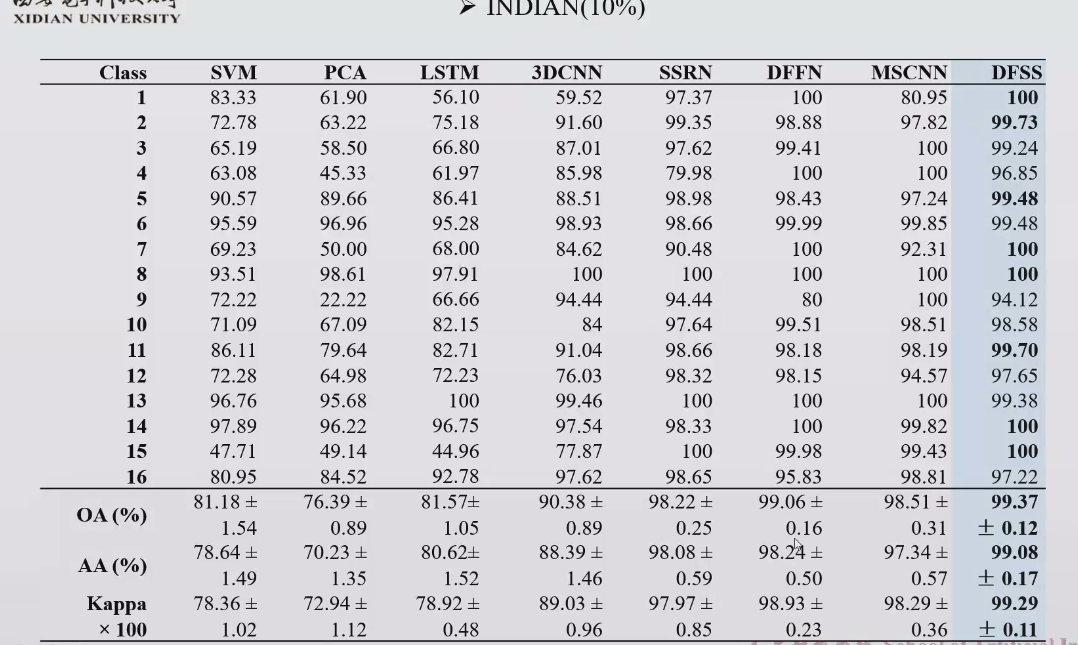 XIDIAN UNIVERSITY
➢ INDIAN(10%)
Class SVM PCA LSTM 3DCNN SSRN DFFN MSCNN DFSS
1 83.33 61.90 56.10 59.52 97.37 100 80.95 100
2 72.78 63.22 75.18 91.60 99.35 98.88 97.82 99.73
3 65.19 58.50 66.80 87.01 97.62 99.41 100 99.24
4 63.08 45.33 61.97 85.98 79.98 100 100 96.85
5 90.57 89.66 86.41 88.51 98.98 98.43 97.24 99.48
6 95.59 96.96 95.28 98.93 98.66 99.99 99.85 99.48
7 69.23 50.00 68.00 84.62 90.48 100 92.31 100
8 93.51 98.61 97.91 100 100 100 100 100
9 72.22 22.22 66.66 94.44 94.44 80 100 94.12
10 71.09 67.09 82.15 84 97.64 99.51 98.51 98.58
11 86.11 79.64 82.71 91.04 98.66 98.18 98.19 99.70
12 72.28 64.98 72.23 76.03 98.32 98.15 94.57 97.65
13 96.76 95.68 100 99.46 100 100 100 99.38
14 97.89 96.22 96.75 97.54 98.33 100 99.82 100
15 47.71 49.14 44.96 77.87 100 99.98 99.43 100
16 80.95 84.52 92.78 97.62 98.65 95.83 98.81 97.22
OA (%) 81.18 ± 76.39 ± 81.57± 90.38 ± 98.22 ± 99.06 ± 98.51 ± 99.37
1.54 0.89 1.05 0.89 0.25 0.16 0.31 ± 0.12
AA (%) 78.64 ± 70.23 ± 80.62± 88.39 ± 98.08 ± 98.24 ± 97.34 ± 99.08
1.49 1.35 1.52 1.46 0.59 0.50 0.57 ± 0.17
Kappa 78.36 ± 72.94 ± 78.92 ± 89.03 ± 97.97 ± 98.93 ± 98.29 ± 99.29
× 100 1.02 1.12 0.48 0.96 0.85 0.23 0.36 ± 0.11